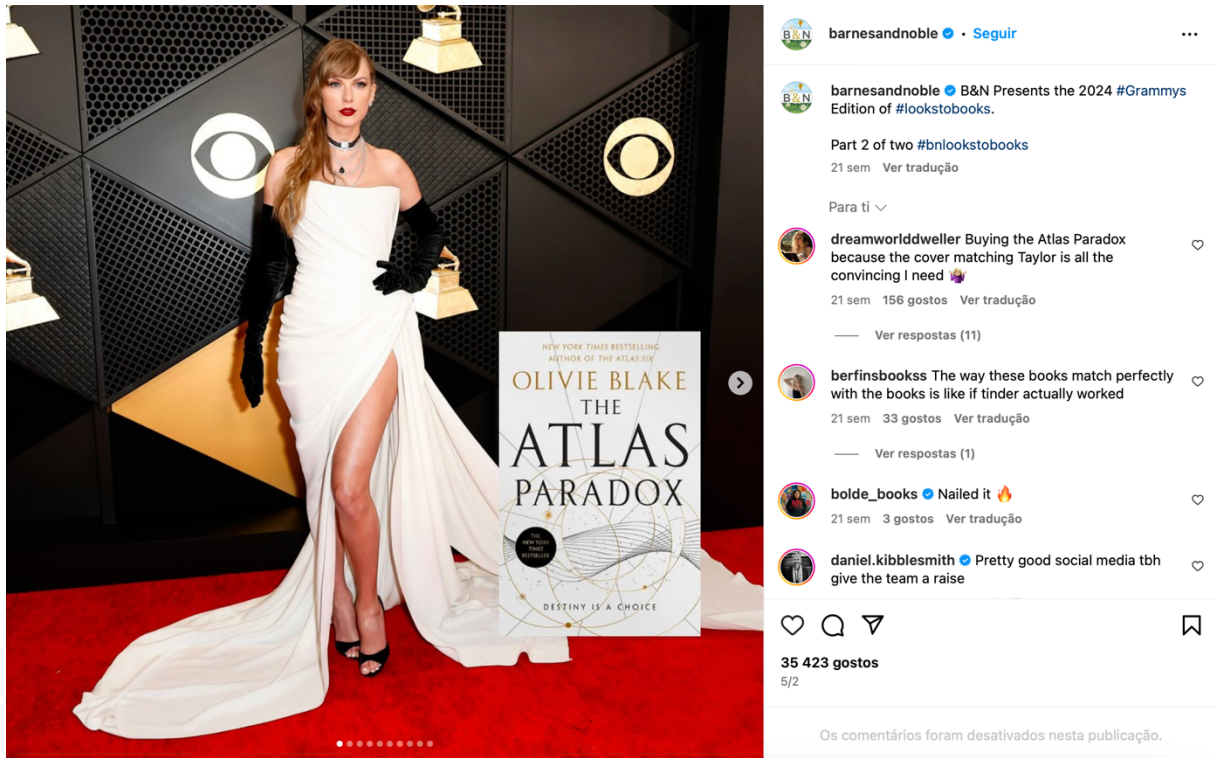 NEW YORK TIMES BESTSELLING
AUTHOR OF THE ATLAS SIX
OLIVIE BLAKE
THE
ATLAS
PARADOX
THE
NEW YORK
TIMES
BESTSELLER
DESTINY IS A CHOICE
B&N
barnesandnoble • Seguir
B&N
barnesandnoble B&N Presents the 2024 #Grammys
Edition of #lookstobooks.
Part 2 of two #bnlookstobooks
21 sem Ver tradução
Para ti
dreamworlddweller Buying the Atlas Paradox
because the cover matching Taylor is all the
convincing I need 🤷‍♀️
21 sem 156 gostos Ver tradução
Ver respostas (11)
berfinsbookss The way these books match perfectly
with the books is like if tinder actually worked
21 sem 33 gostos Ver tradução
Ver respostas (1)
bolde_books Nailed it 🔥
21 sem 3 gostos Ver tradução
daniel.kibblesmith Pretty good social media tbh
give the team a raise
35 423 gostos
5/2
Os comentários foram desativados nesta publicação.